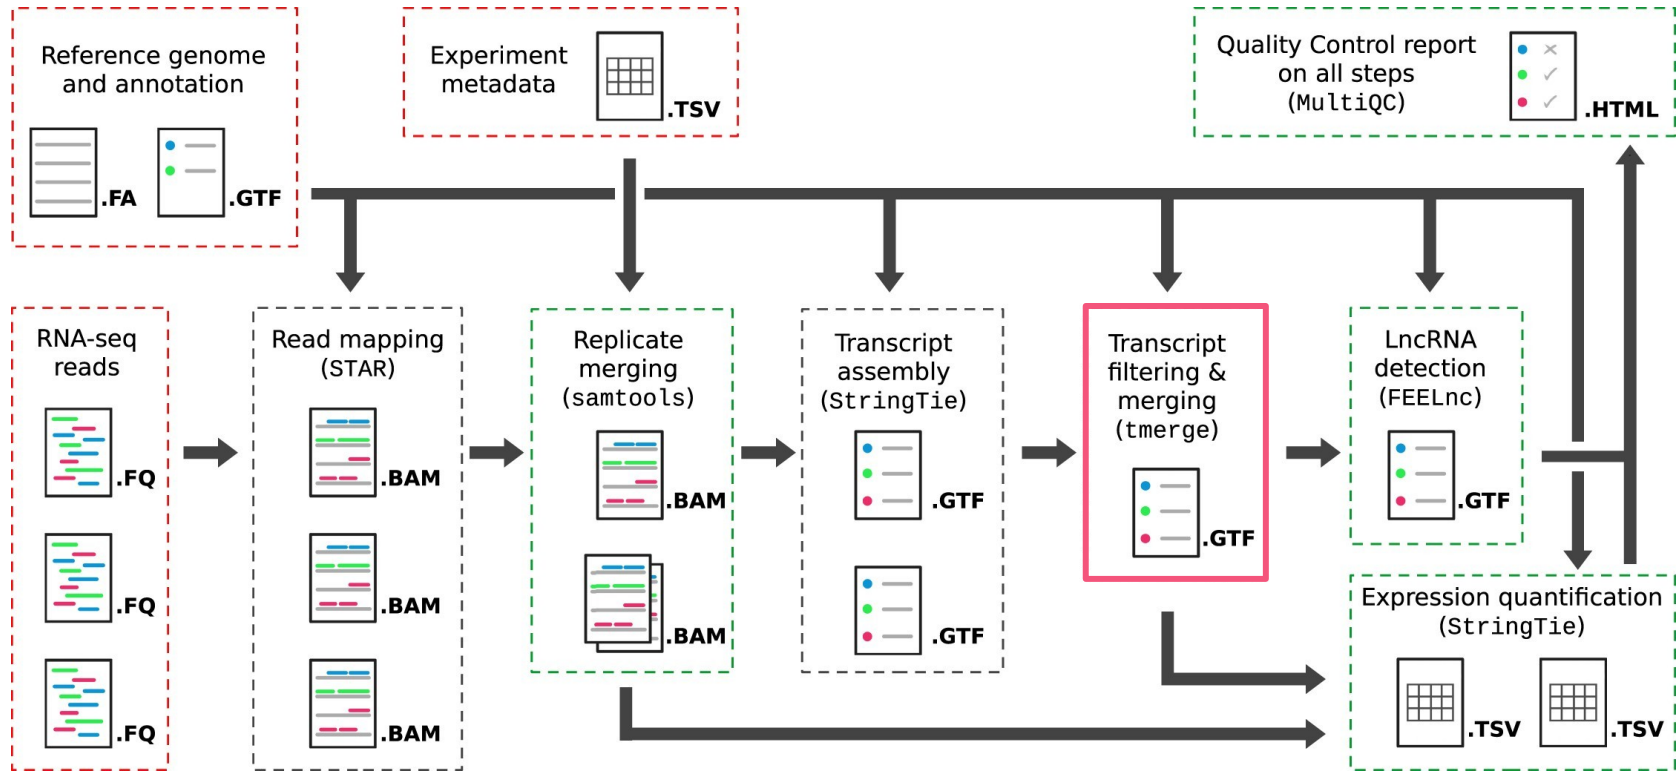 Reference genome
and annotation
.FA
.GTF
Experiment
metadata
.TSV
Quality Control report
on all steps
(MultiQC)
.HTML
RNA-seq
reads
.FQ
.FQ
.FQ
Read mapping
(STAR)
.BAM
.BAM
.BAM
Replicate
merging
(samtools)
.BAM
.BAM
Transcript
assembly
(StringTie)
.GTF
.GTF
Transcript
filtering &
merging
(tmerge)
.GTF
LncRNA
detection
(FEELnc)
.GTF
Expression quantification
(StringTie)
.TSV
.TSV